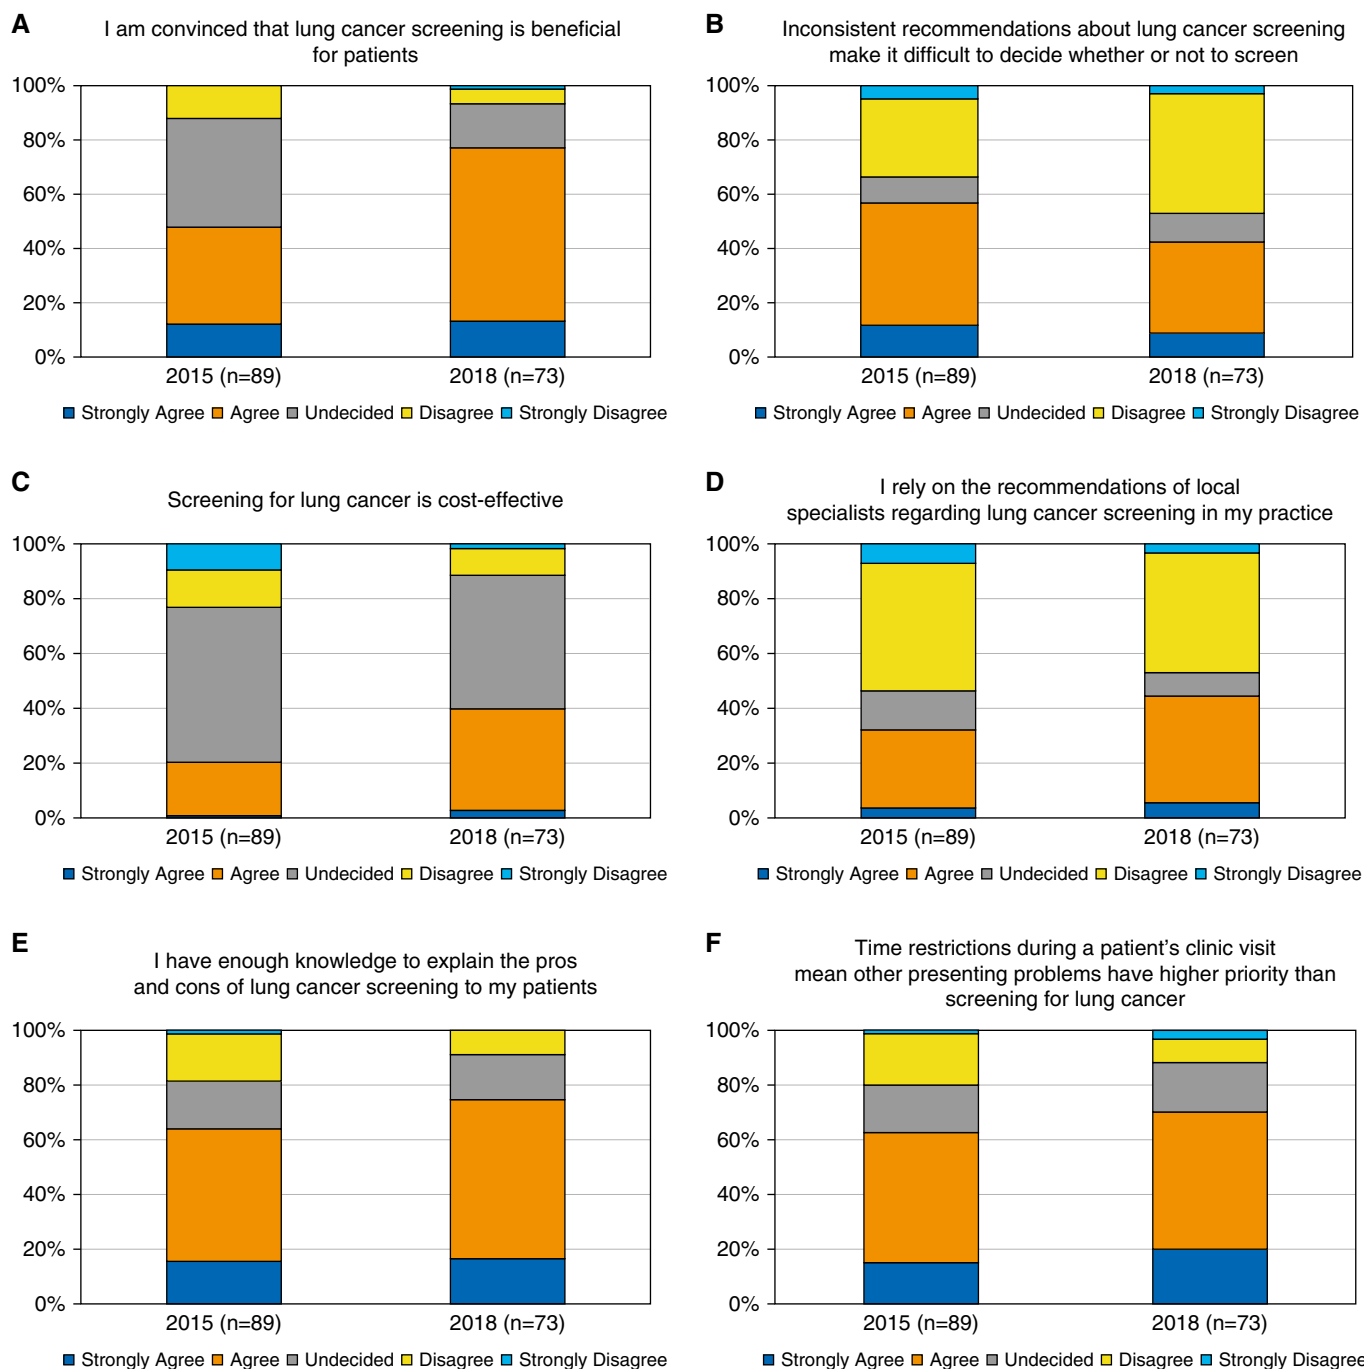 A
I am convinced that lung cancer screening is beneficial
for patients
100%
80%
60%
40%
20%
0%
2015 (n=89)
2018 (n=73)
Strongly Agree Agree Undecided Disagree Strongly Disagree
B
Inconsistent recommendations about lung cancer screening
make it difficult to decide whether or not to screen
100%
80%
60%
40%
20%
0%
2015 (n=89)
2018 (n=73)
Strongly Agree Agree Undecided Disagree Strongly Disagree
C
Screening for lung cancer is cost-effective
100%
80%
60%
40%
20%
0%
2015 (n=89)
2018 (n=73)
Strongly Agree Agree Undecided Disagree Strongly Disagree
D
I rely on the recommendations of local
specialists regarding lung cancer screening in my practice
100%
80%
60%
40%
20%
0%
2015 (n=89)
2018 (n=73)
Strongly Agree Agree Undecided Disagree Strongly Disagree
E
I have enough knowledge to explain the pros
and cons of lung cancer screening to my patients
100%
80%
60%
40%
20%
0%
2015 (n=89)
2018 (n=73)
Strongly Agree Agree Undecided Disagree Strongly Disagree
F
Time restrictions during a patient's clinic visit
mean other presenting problems have higher priority than
screening for lung cancer
100%
80%
60%
40%
20%
0%
2015 (n=89)
2018 (n=73)
Strongly Agree Agree Undecided Disagree Strongly Disagree